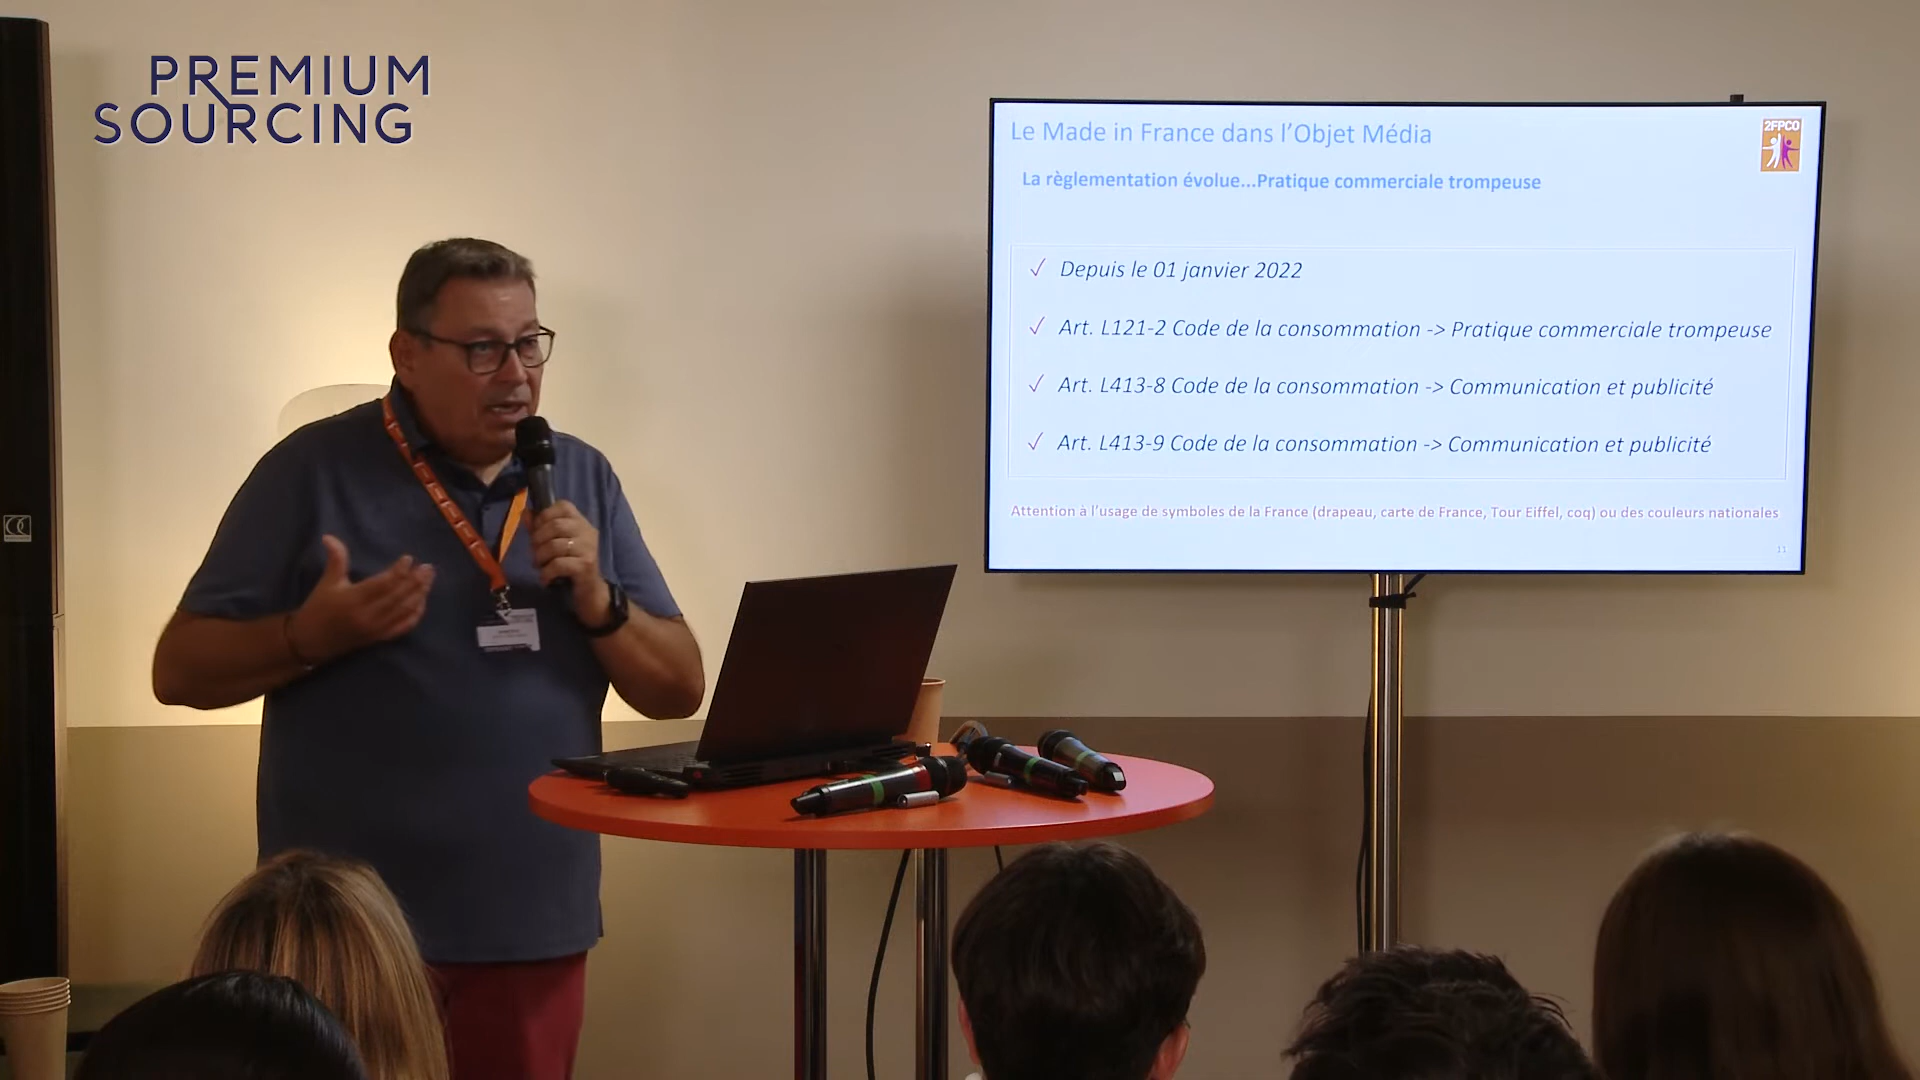 PREMIUM
SOURCING
Le Made in France dans l'Objet Média
2FPCO
La règlementation évolue...Pratique commerciale trompeuse
✓ Depuis le 01 janvier 2022
✓ Art. L121-2 Code de la consommation -> Pratique commerciale trompeuse
✓ Art. L413-8 Code de la consommation -> Communication et publicité
✓ Art. L413-9 Code de la consommation -> Communication et publicité
Attention à l'usage de symboles de la France (drapeau, carte de France, Tour Eiffel, coq) ou des couleurs nationales
11